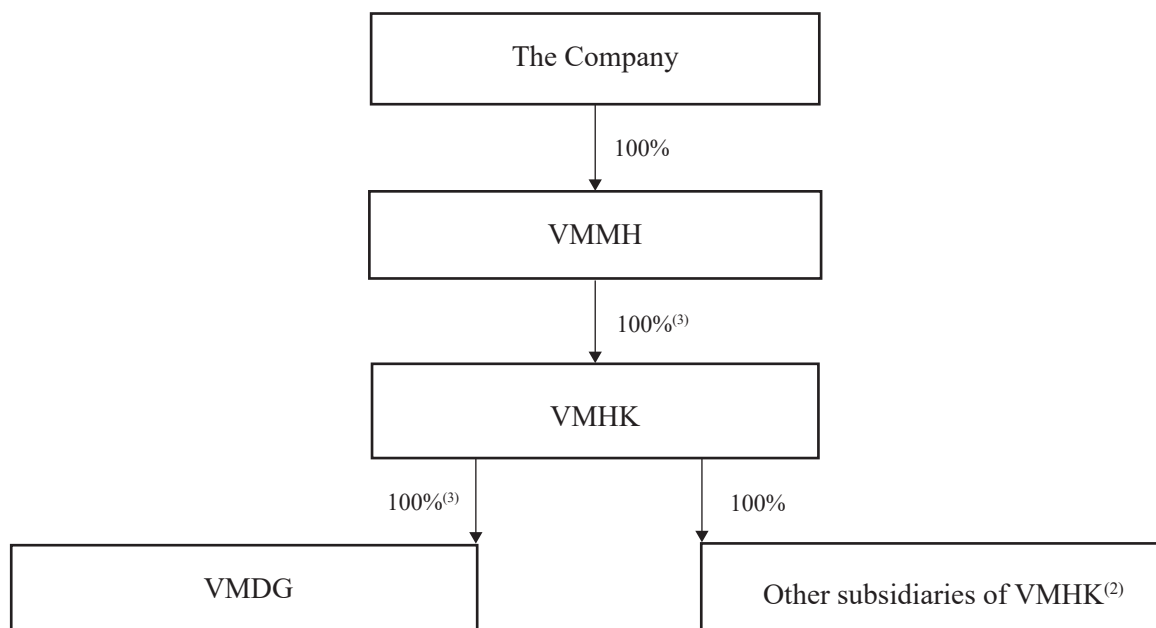 The Company
100%
VMMH
100%(3)
VMHK
100%(3)
100%
VMDG
Other subsidiaries of VMHK(2)